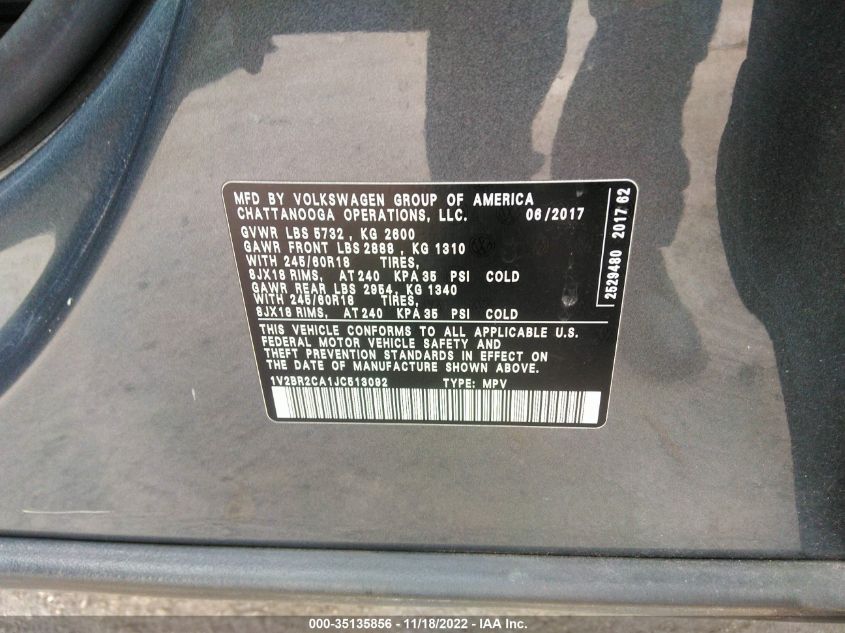 MFD BY VOLKSWAGEN GROUP OF AMERICA
CHATTANOOGA OPERATIONS, LLC. 06/2017
GVWR LBS 5732 , KG 2600
GAWR FRONT LBS 2888 , KG 1310
WITH 245/60R18 TIRES,
8JX18 RIMS, AT 240 KPA 35 PSI COLD
GAWR REAR LBS 2954, KG 1340
WITH 245/60R18 TIRES,
8JX18 RIMS, AT 240 KPA 35 PSI COLD
THIS VEHICLE CONFORMS TO ALL APPLICABLE U.S.
FEDERAL MOTOR VEHICLE SAFETY AND
THEFT PREVENTION STANDARDS IN EFFECT ON
THE DATE OF MANUFACTURE SHOWN ABOVE.
1V2BR2CA1JC513092 TYPE: MPV
2529480 2017 62
000-35135856 - 11/18/2022 - IAA Inc.